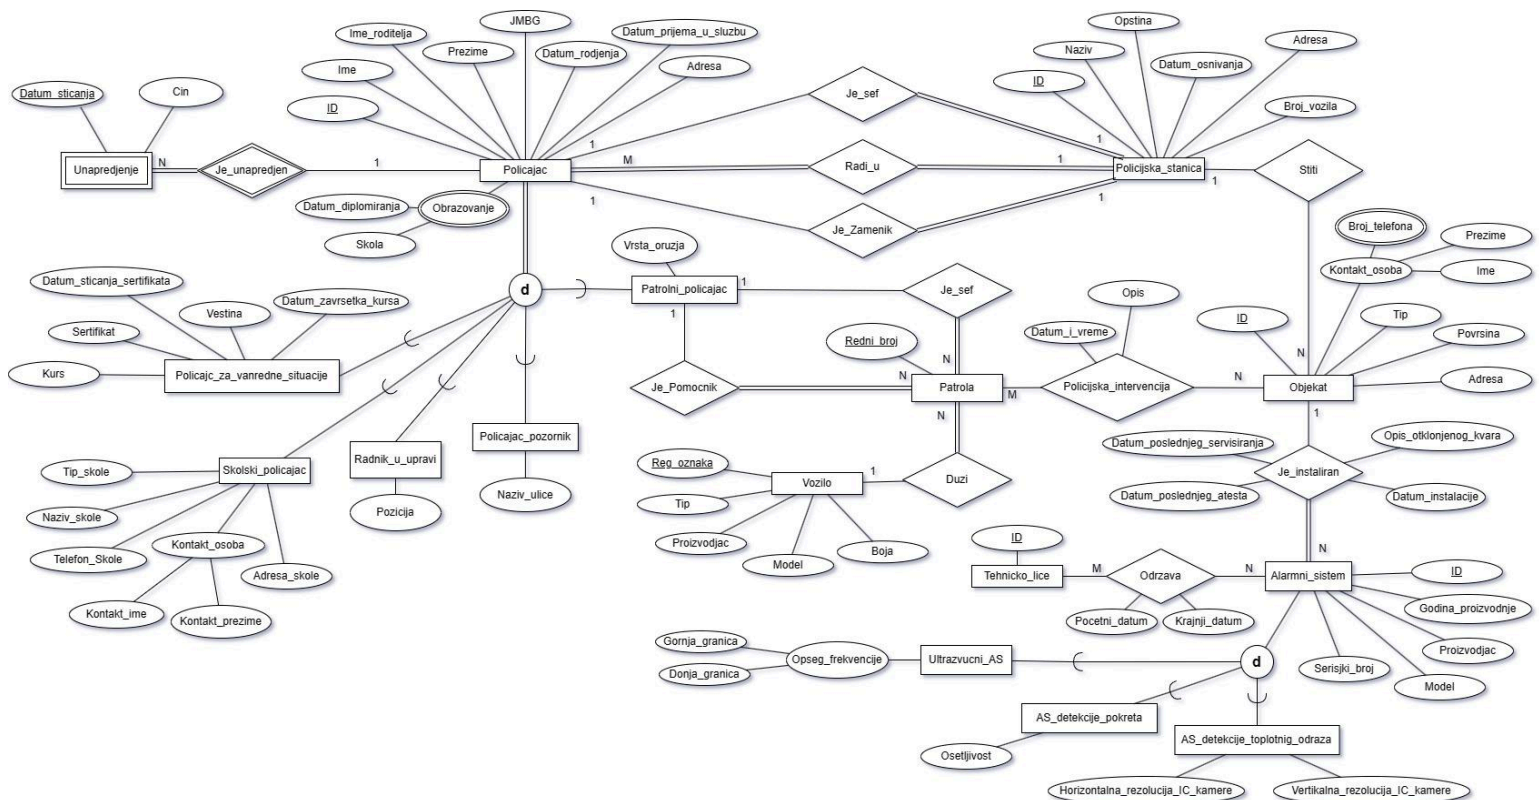 JMBG
Opstina
Ime_roditelja
Datum_prijema_u_sluzbu
Adresa
Prezime
Datum_rodjenja
Naziv
Datum_osnivanja
Ime
Adresa
ID
Datum_sticanja
Cin
Je_sef
ID
Broj_vozila
1
1
N
1
M
1
Unapredjenje
Je_unapredjen
Policajac
Radi_u
Policijska_stanica
Stiti
1
1
1
Datum_diplomiranja
Obrazovanje
Je_Zamenik
Skola
Broj_telefona
Prezime
Vrsta_oruzja
Kontakt_osoba
Ime
Datum_sticanja_sertifikata
d
Patrolni_policajac
1
Je_sef
Opis
Datum_zavrsetka_kursa
Vestina
1
ID
Tip
Sertifikat
Redni_broj
Datum_i_vreme
Povrsina
N
N
Kurs
Policajc_za_vanredne_situacije
Je_Pomocnik
N
Patrola
M
Policijska_intervencija
N
Objekat
Adresa
N
1
Policajac_pozornik
Opis_otklonjenog_kvara
Datum_poslednjeg_servisiranja
Radnik_u_upravi
Reg_oznaka
Tip_skole
Skolski_policajac
Vozilo
1
Duzi
Je_instaliran
Naziv_ulice
Tip
Datum_poslednjeg_atesta
Datum_instalacije
Naziv_skole
Pozicija
Proizvodjac
Boja
Kontakt_osoba
Model
ID
N
Telefon_Skole
Adresa_skole
Tehnicko_lice
M
Odrzava
N
Alarmni_sistem
ID
Godina_proizvodnje
Kontakt_ime
Kontakt_prezime
Pocetni_datum
Krajnji_datum
Gornja_granica
Proizvodjac
Opseg_frekvencije
Ultrazvucni_AS
d
Serisjki_broj
Donja_granica
Model
AS_detekcije_pokreta
AS_detekcije_toplotnig_odraza
Osetljivost
Horizontalna_rezolucija_IC_kamere
Vertikalna_rezolucija_IC_kamere